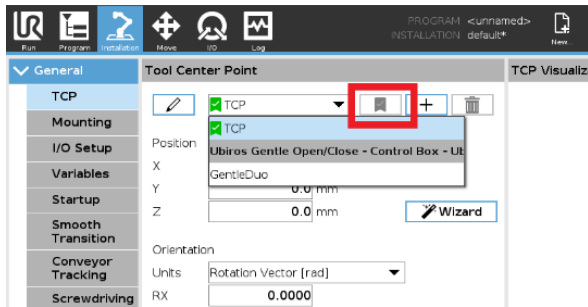 PROGRAM <unnamed>
INSTALLATION default*
Run Program Installation Move I/O Log New...
General
Tool Center Point
TCP Visualiz
TCP
TCP
Mounting
TCP
I/O Setup
Position
Ubiros Gentle Open/Close - Control Box - Ub
Variables
X
GentleDuo
Y
0.0 mm
Startup
Z
0.0 mm
Wizard
Smooth
Transition
Orientation
Conveyor
Tracking
Units
Rotation Vector [rad]
Screwdriving
RX
0.0000